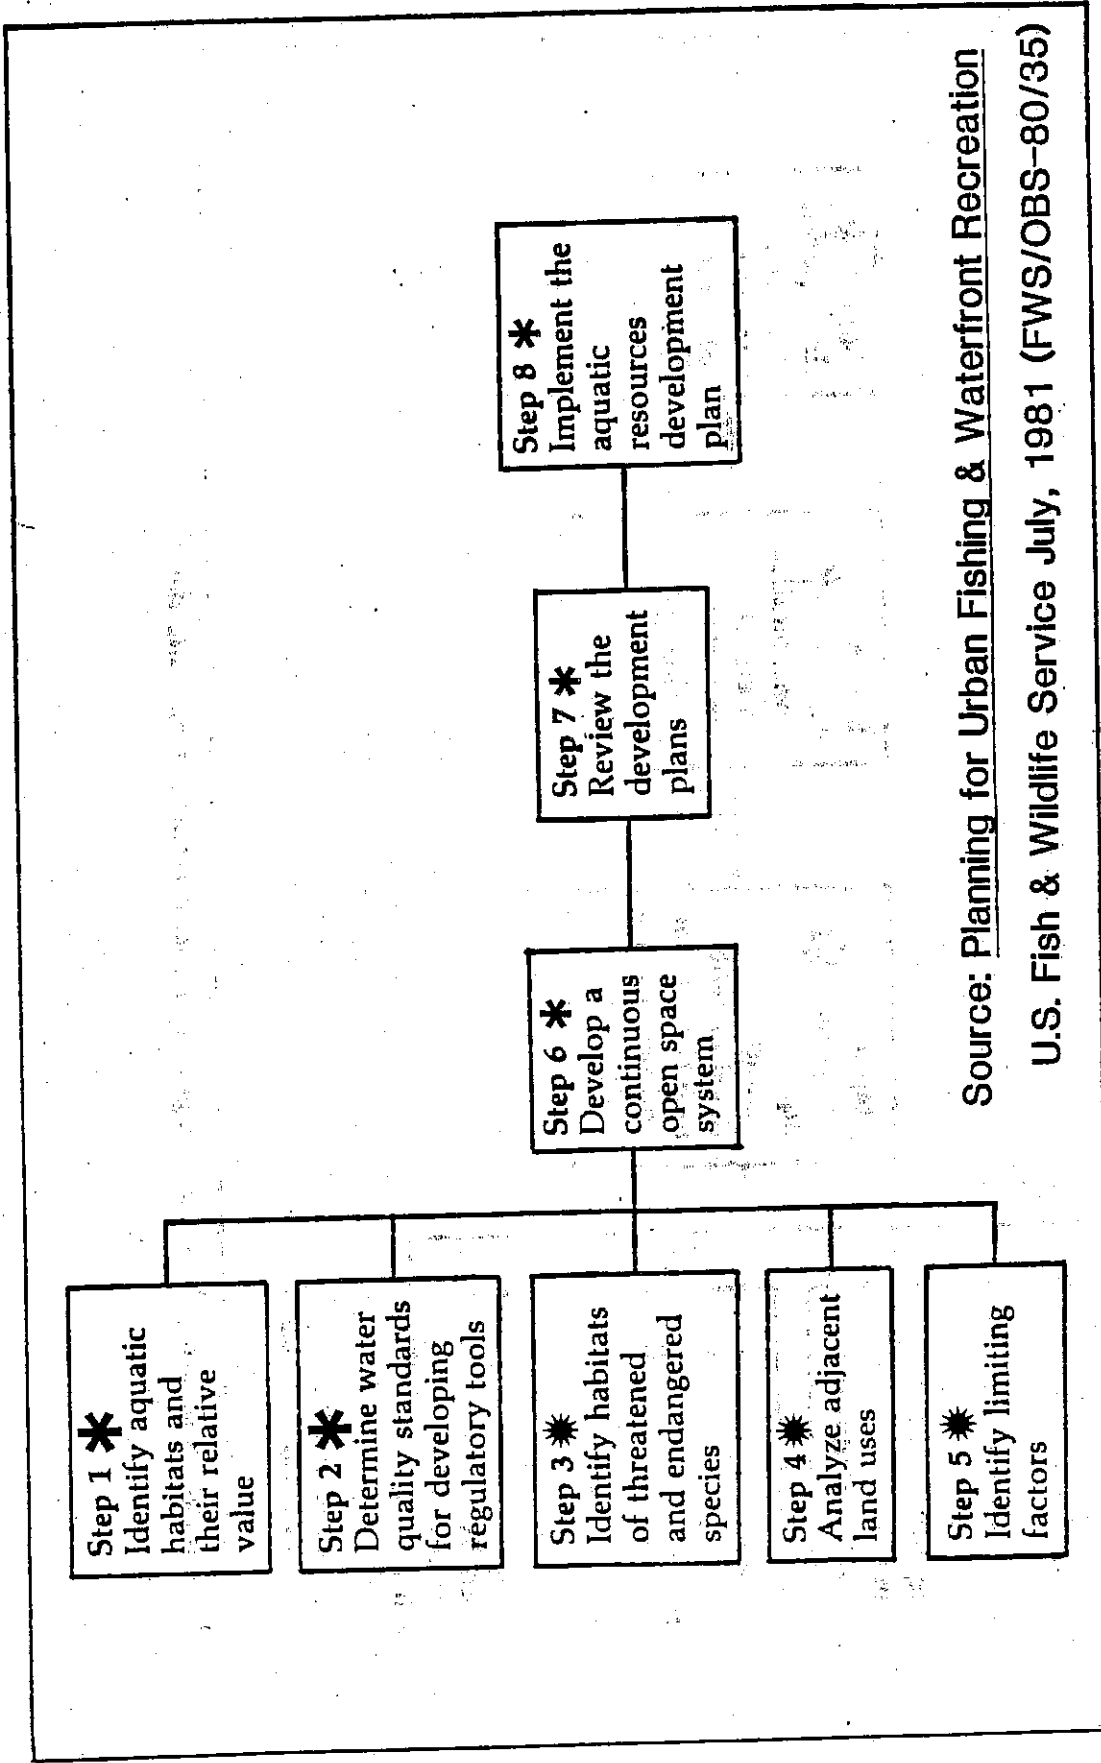 Step 1 *
Identify aquatic
habitats and
their relative
value
Step 2 *
Determine water
quality standards
for developing
regulatory tools
Step 3 ✹
Identify habitats
of threatened
and endangered
species
Step 4 ✹
Analyze adjacent
land uses
Step 5 ✹
Identify limiting
factors
Step 6 *
Develop a
continuous
open space
system
Step 7 *
Review the
development
plans
Step 8 *
Implement the
aquatic
resources
development
plan
Source: Planning for Urban Fishing & Waterfront Recreation
U.S. Fish & Wildlife Service July, 1981 (FWS/OBS-80/35)